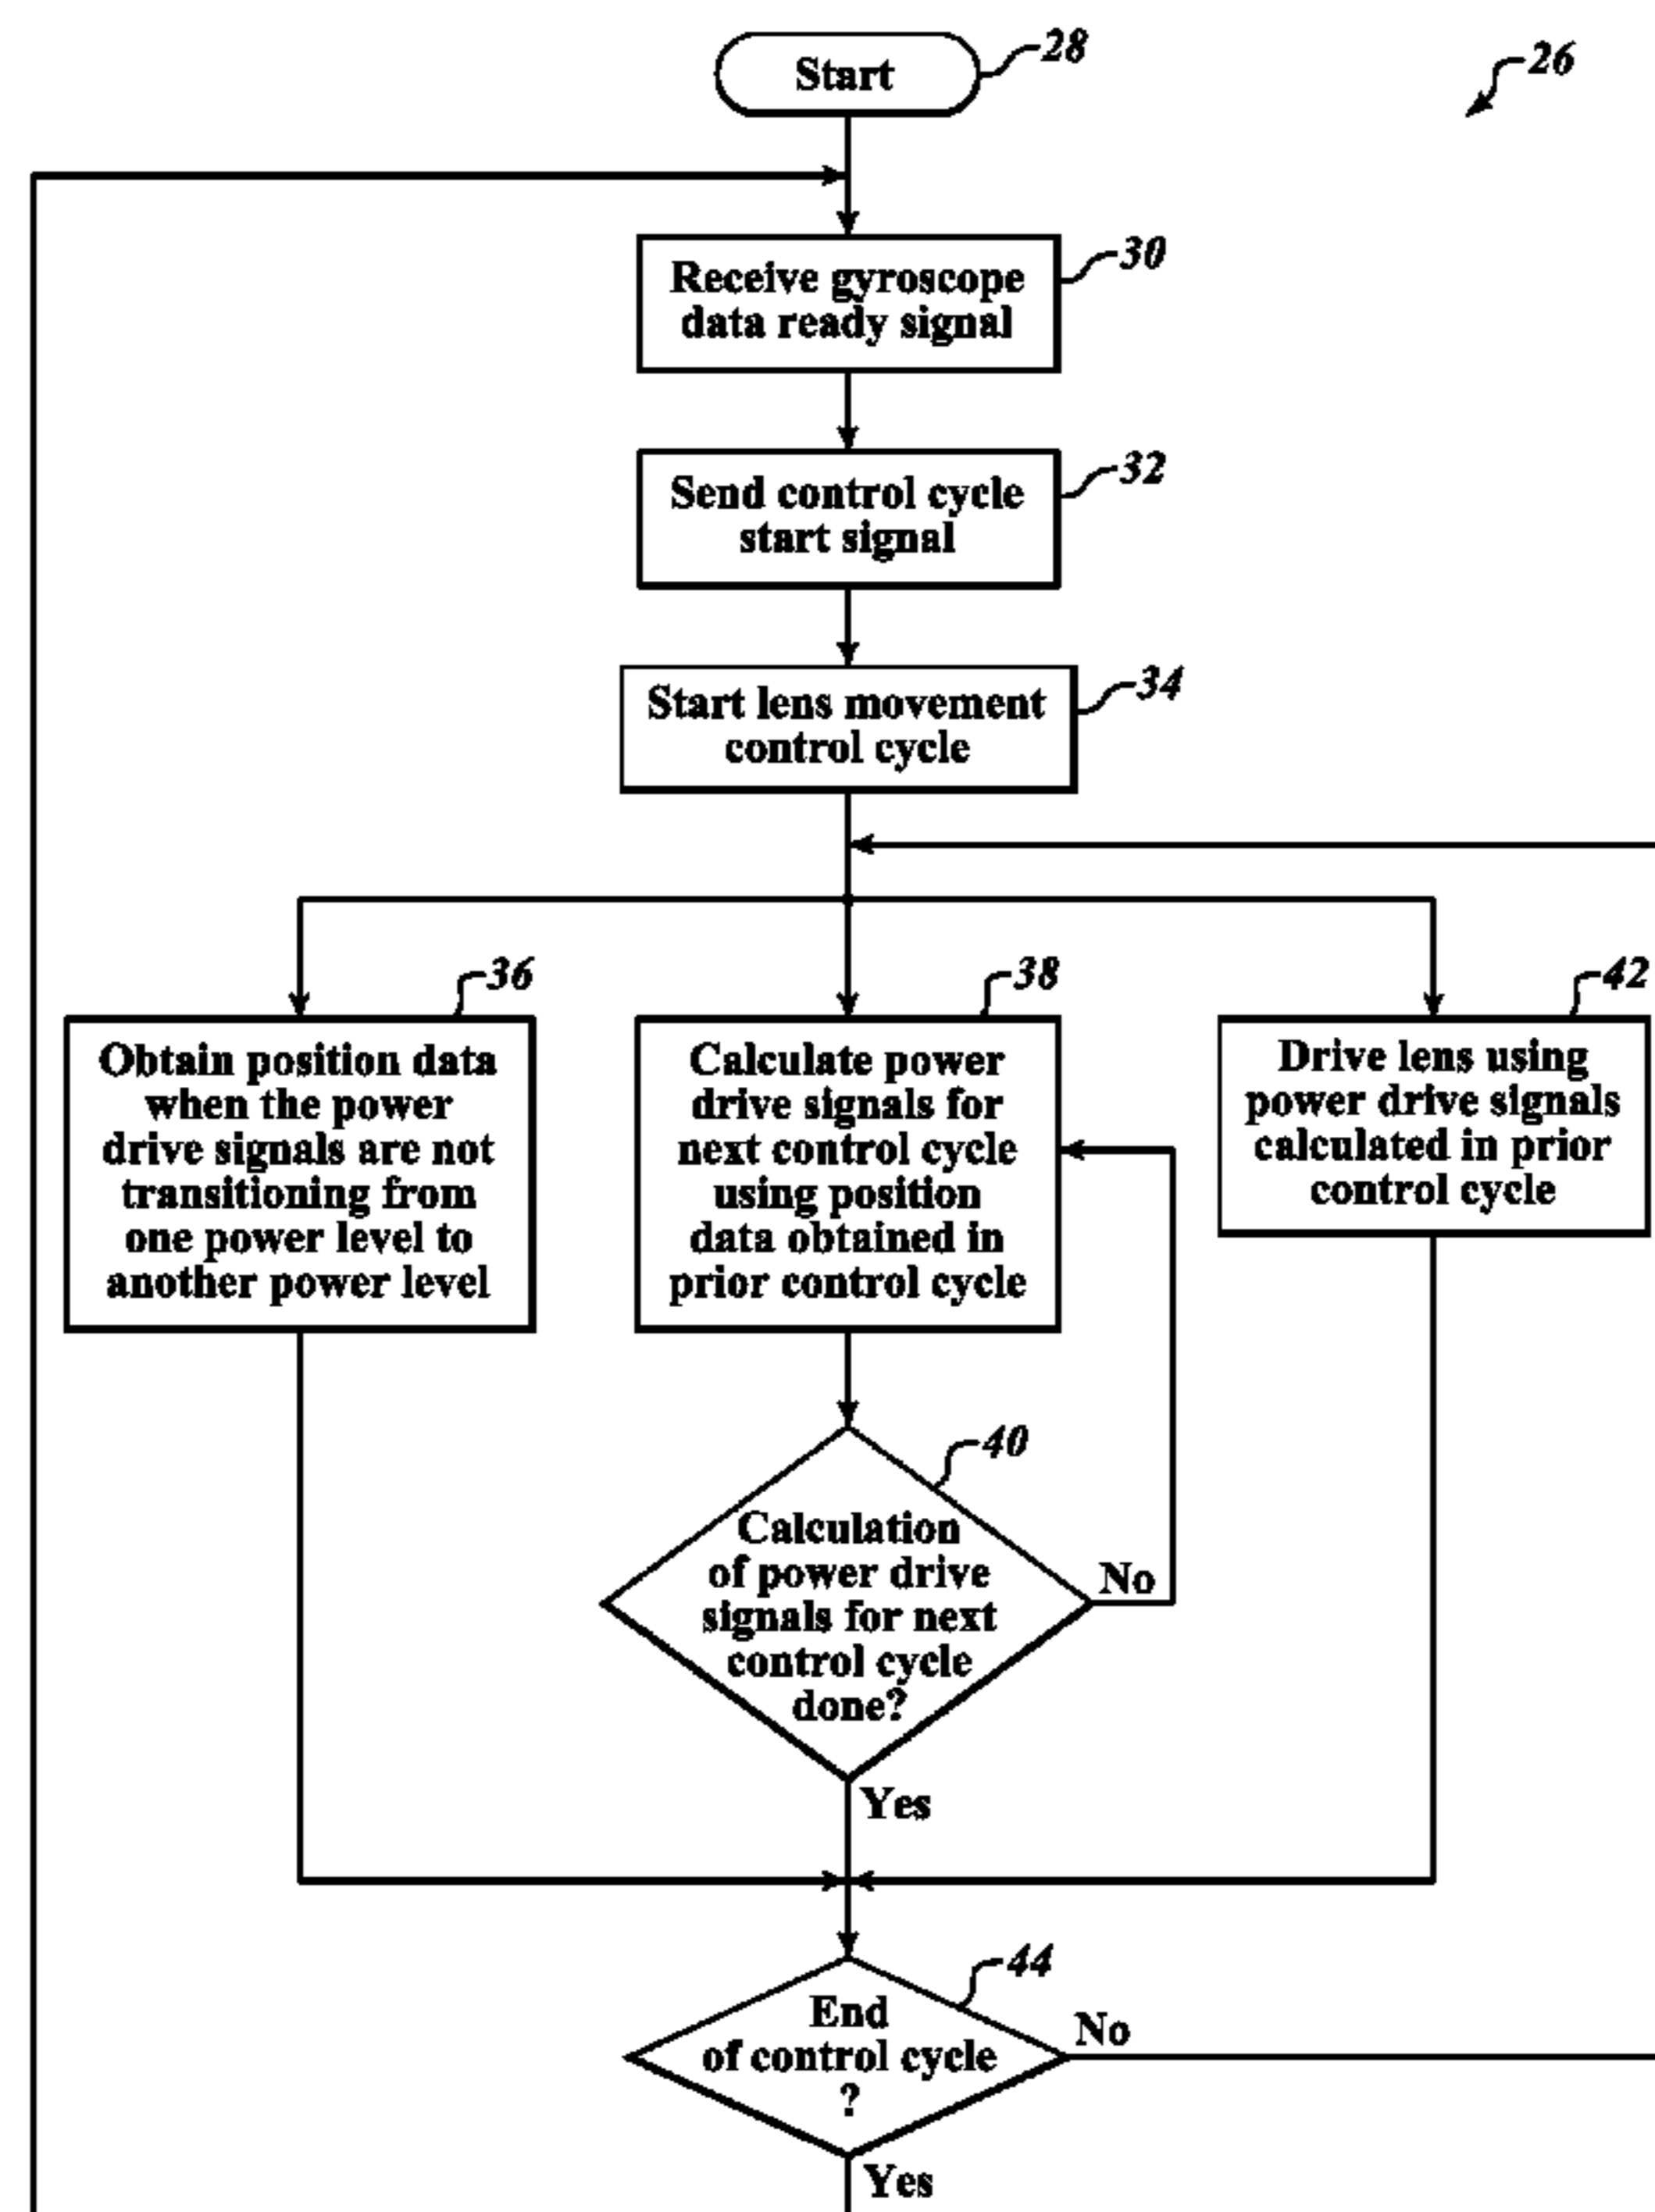 Start
28
26
Receive gyroscope
data ready signal
30
Send control cycle
start signal
32
Start lens movement
control cycle
34
36
Obtain position data
when the power
drive signals are not
transitioning from
one power level to
another power level
38
Calculate power
drive signals for
next control cycle
using position
data obtained in
prior control cycle
42
Drive lens using
power drive signals
calculated in prior
control cycle
40
Calculation
of power drive
signals for next
control cycle
done?
No
Yes
44
End
of control cycle
?
No
Yes